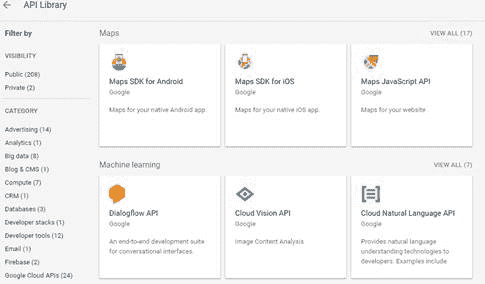 API Library
Filter by
VISIBILITY
Public (208)
Private (2)
CATEGORY
Advertising (14)
Analytics (1)
Big data (8)
Blog & CMS (1)
Compute (7)
CRM (1)
Databases (3)
Developer stacks (1)
Developer tools (12)
Email (1)
Firebase (2)
Google Cloud APIs (24)
Maps
VIEW ALL (17)
Maps SDK for Android
Google
Maps for your native Android app.
Maps SDK for iOS
Google
Maps for your native iOS app.
Maps JavaScript API
Google
Maps for your website
Machine learning
VIEW ALL (7)
Dialogflow API
Google
An end-to-end development suite
for conversational interfaces.
Cloud Vision API
Google
Image Content Analysis
Cloud Natural Language API
Google
Provides natural language
understanding technologies to
developers. Examples include